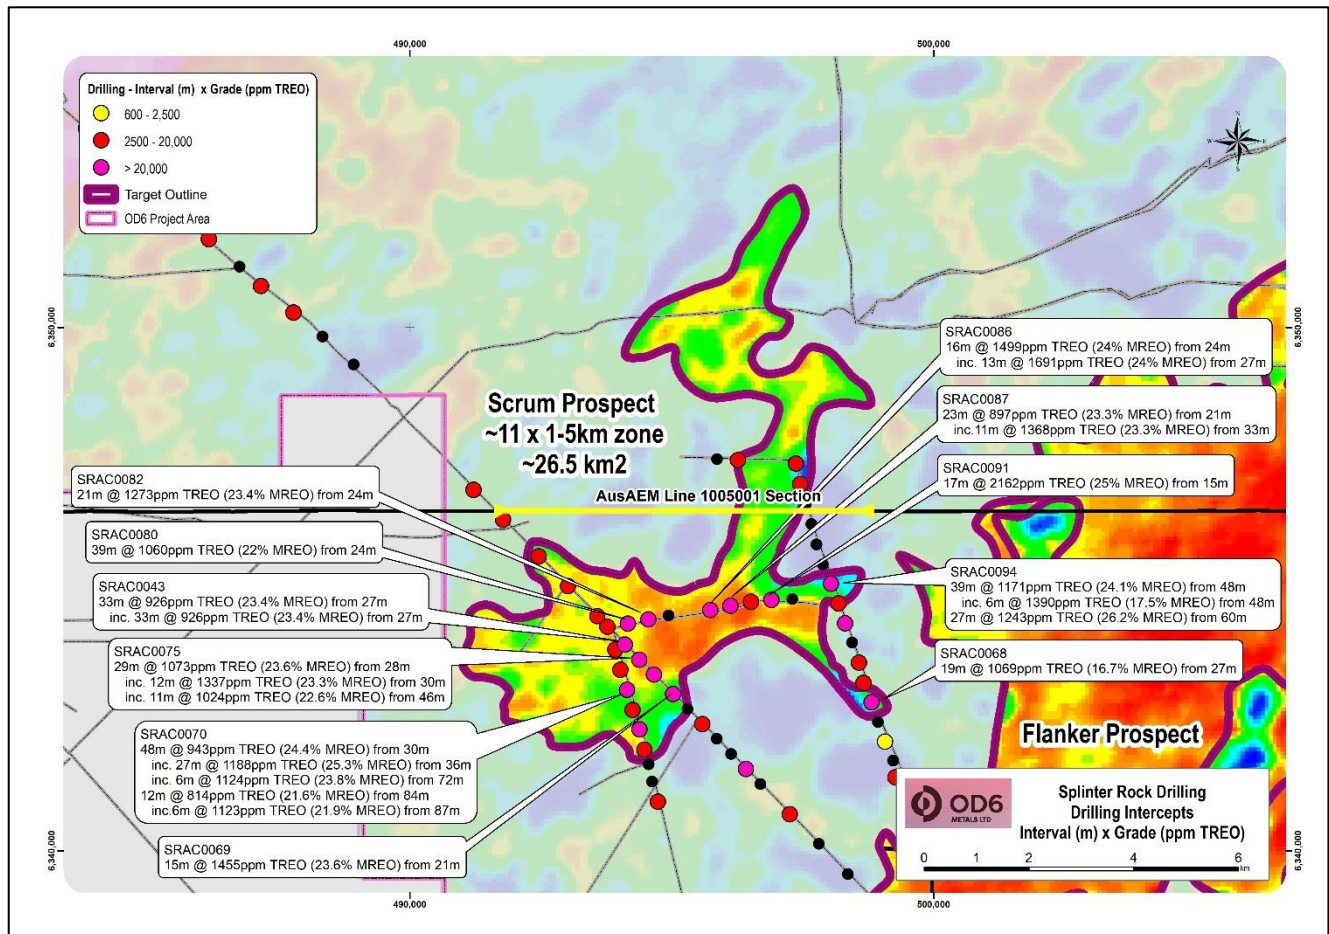 490,000
500,000
Drilling - Interval (m) x Grade (ppm TREO)
600 - 2,500
2500 - 20,000
> 20,000
Target Outline
OD6 Project Area
N
W
E
S
6,350,000
6,350,000
SRAC0086
16m @ 1499ppm TREO (24% MREO) from 24m
inc. 13m @ 1691ppm TREO (24% MREO) from 27m
Scrum Prospect
~11 x 1-5km zone
~26.5 km2
SRAC0087
23m @ 897ppm TREO (23.3% MREO) from 21m
inc.11m @ 1368ppm TREO (23.3% MREO) from 33m
SRAC0082
21m @ 1273ppm TREO (23.4% MREO) from 24m
AusAEM Line 1005001 Section
SRAC0091
17m @ 2162ppm TREO (25% MREO) from 15m
SRAC0080
39m @ 1060ppm TREO (22% MREO) from 24m
SRAC0043
33m @ 926ppm TREO (23.4% MREO) from 27m
inc. 33m @ 926ppm TREO (23.4% MREO) from 27m
SRAC0094
39m @ 1171ppm TREO (24.1% MREO) from 48m
inc. 6m @ 1390ppm TREO (17.5% MREO) from 48m
27m @ 1243ppm TREO (26.2% MREO) from 60m
SRAC0075
29m @ 1073ppm TREO (23.6% MREO) from 28m
inc. 12m @ 1337ppm TREO (23.3% MREO) from 30m
inc. 11m @ 1024ppm TREO (22.6% MREO) from 46m
SRAC0068
19m @ 1069ppm TREO (16.7% MREO) from 27m
SRAC0070
48m @ 943ppm TREO (24.4% MREO) from 30m
inc. 27m @ 1188ppm TREO (25.3% MREO) from 36m
inc. 6m @ 1124ppm TREO (23.8% MREO) from 72m
12m @ 814ppm TREO (21.6% MREO) from 84m
inc.6m @ 1123ppm TREO (21.9% MREO) from 87m
Flanker Prospect
SRAC0069
15m @ 1455ppm TREO (23.6% MREO) from 21m
OD6
METALS LTD
Splinter Rock Drilling
Drilling Intercepts
Interval (m) x Grade (ppm TREO)
0 1 2 4 6
km
6,340,000
6,340,000
490,000
500,000